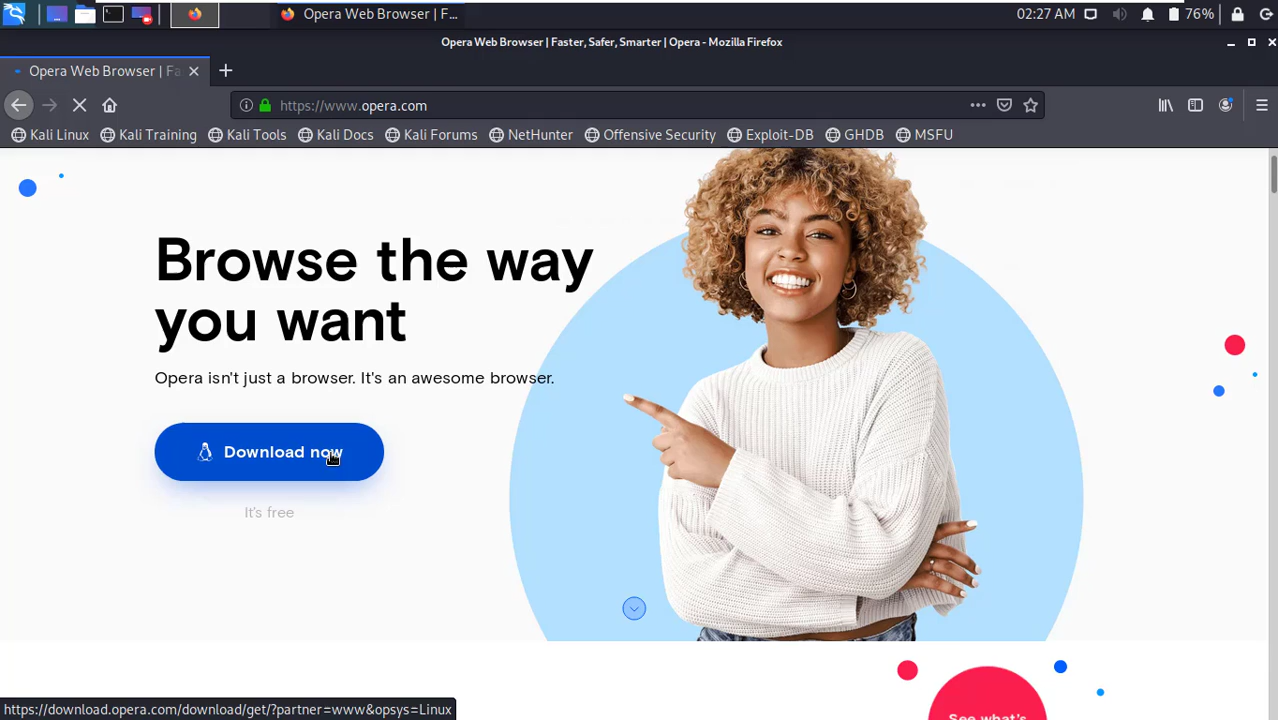 Opera Web Browser | F...
02:27 AM
76%
Opera Web Browser | Faster, Safer, Smarter | Opera - Mozilla Firefox
Opera Web Browser | Fa
https://www.opera.com
Kali Linux
Kali Training
Kali Tools
Kali Docs
Kali Forums
NetHunter
Offensive Security
Exploit-DB
GHDB
MSFU
Browse the way
you want
Opera isn't just a browser. It's an awesome browser.
Download now
It's free
See what's
https://download.opera.com/download/get/?partner=www&opsys=Linux